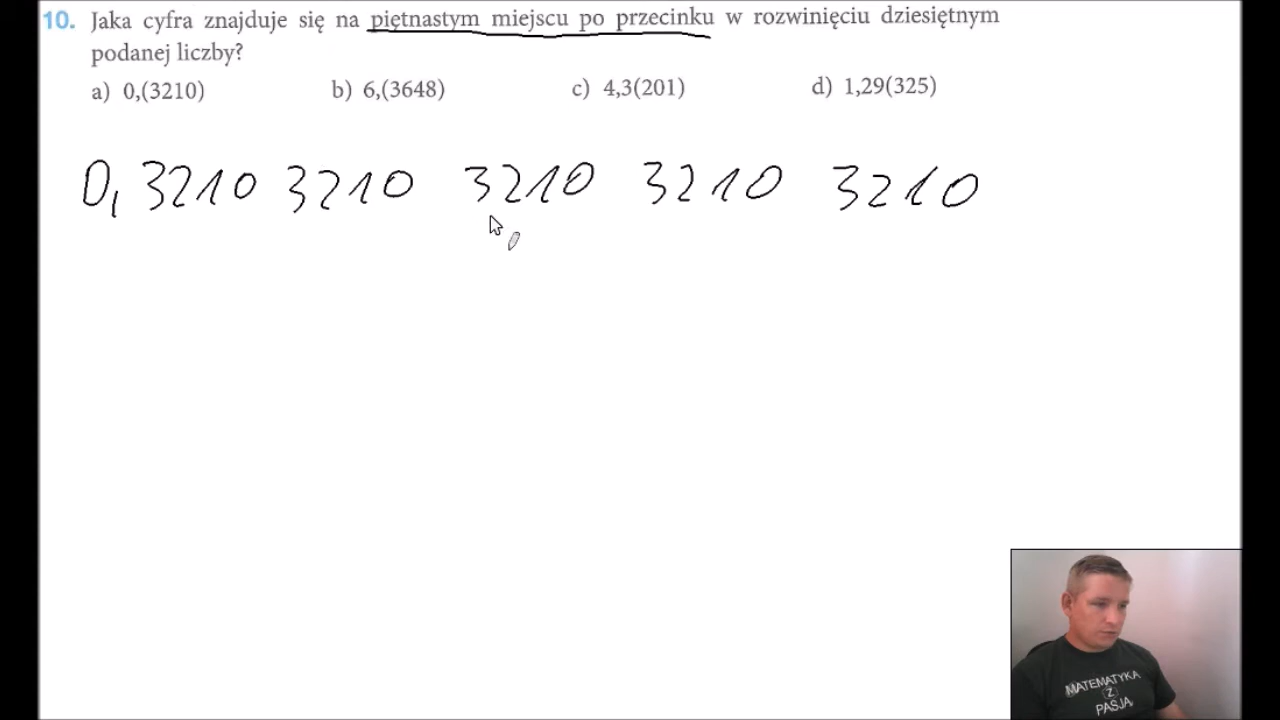 10. Jaka cyfra znajduje się na piętnastym miejscu po przecinku w rozwinięciu dziesiętnym
podanej liczby?
a) 0,(3210) b) 6,(3648) c) 4,3(201) d) 1,29(325)
0, 3210 3210 3210 3210 3210
MATEMATYKA
Z
PASJĄ